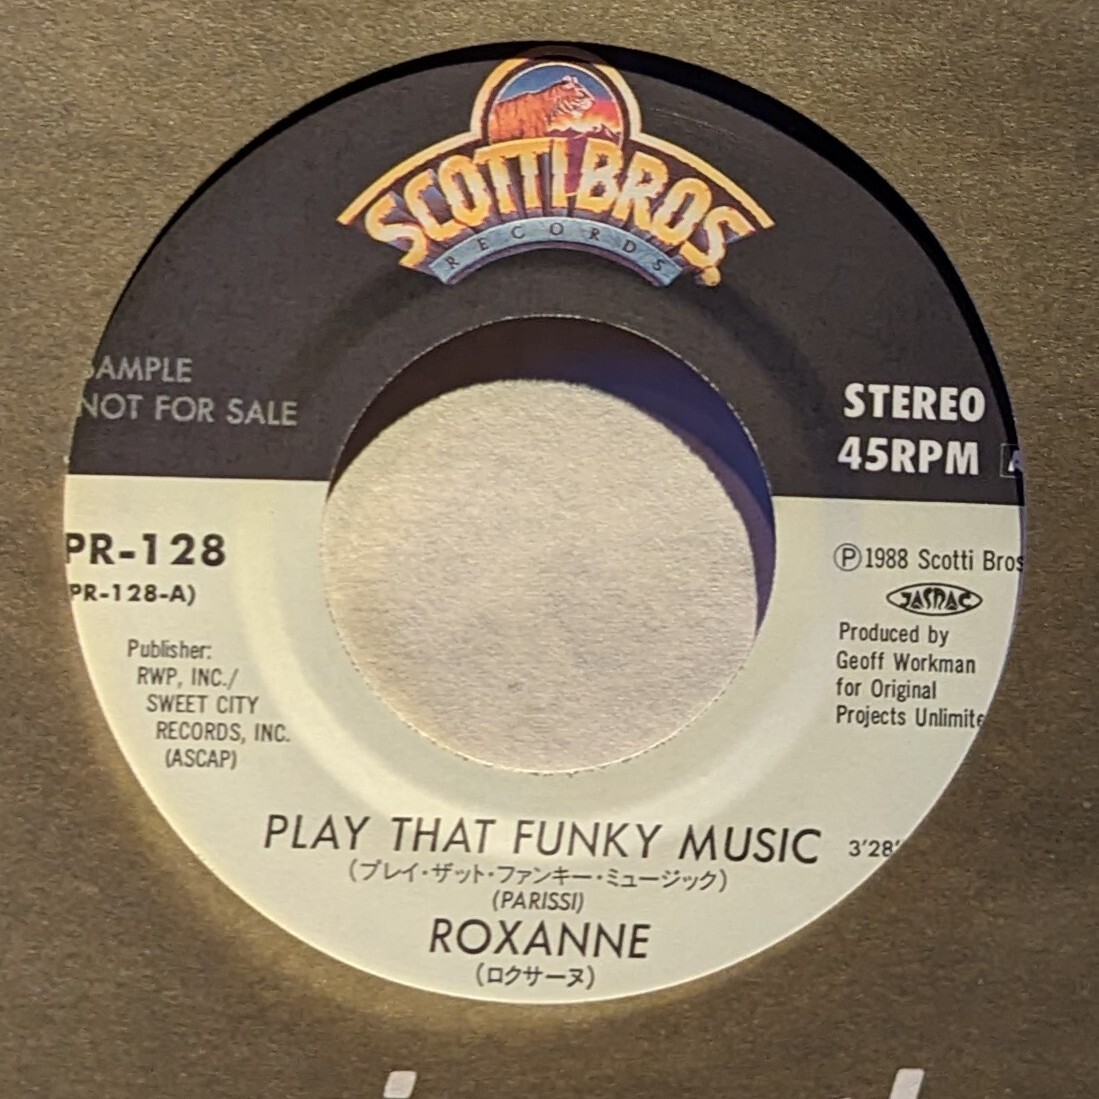 SCOTTI BROS.
RECORDS
SAMPLE
NOT FOR SALE
STEREO
45RPM
PR-128
(PR-128-A)
Publisher:
RWP, INC./
SWEET CITY
RECORDS, INC.
(ASCAP)
Ⓟ1988 Scotti Bros
JASRAC
Produced by
Geoff Workman
for Original
Projects Unlimite
PLAY THAT FUNKY MUSIC 3'28"
(プレイ・ザット・ファンキー・ミュージック)
(PARISSI)
ROXANNE
(ロクサーヌ)